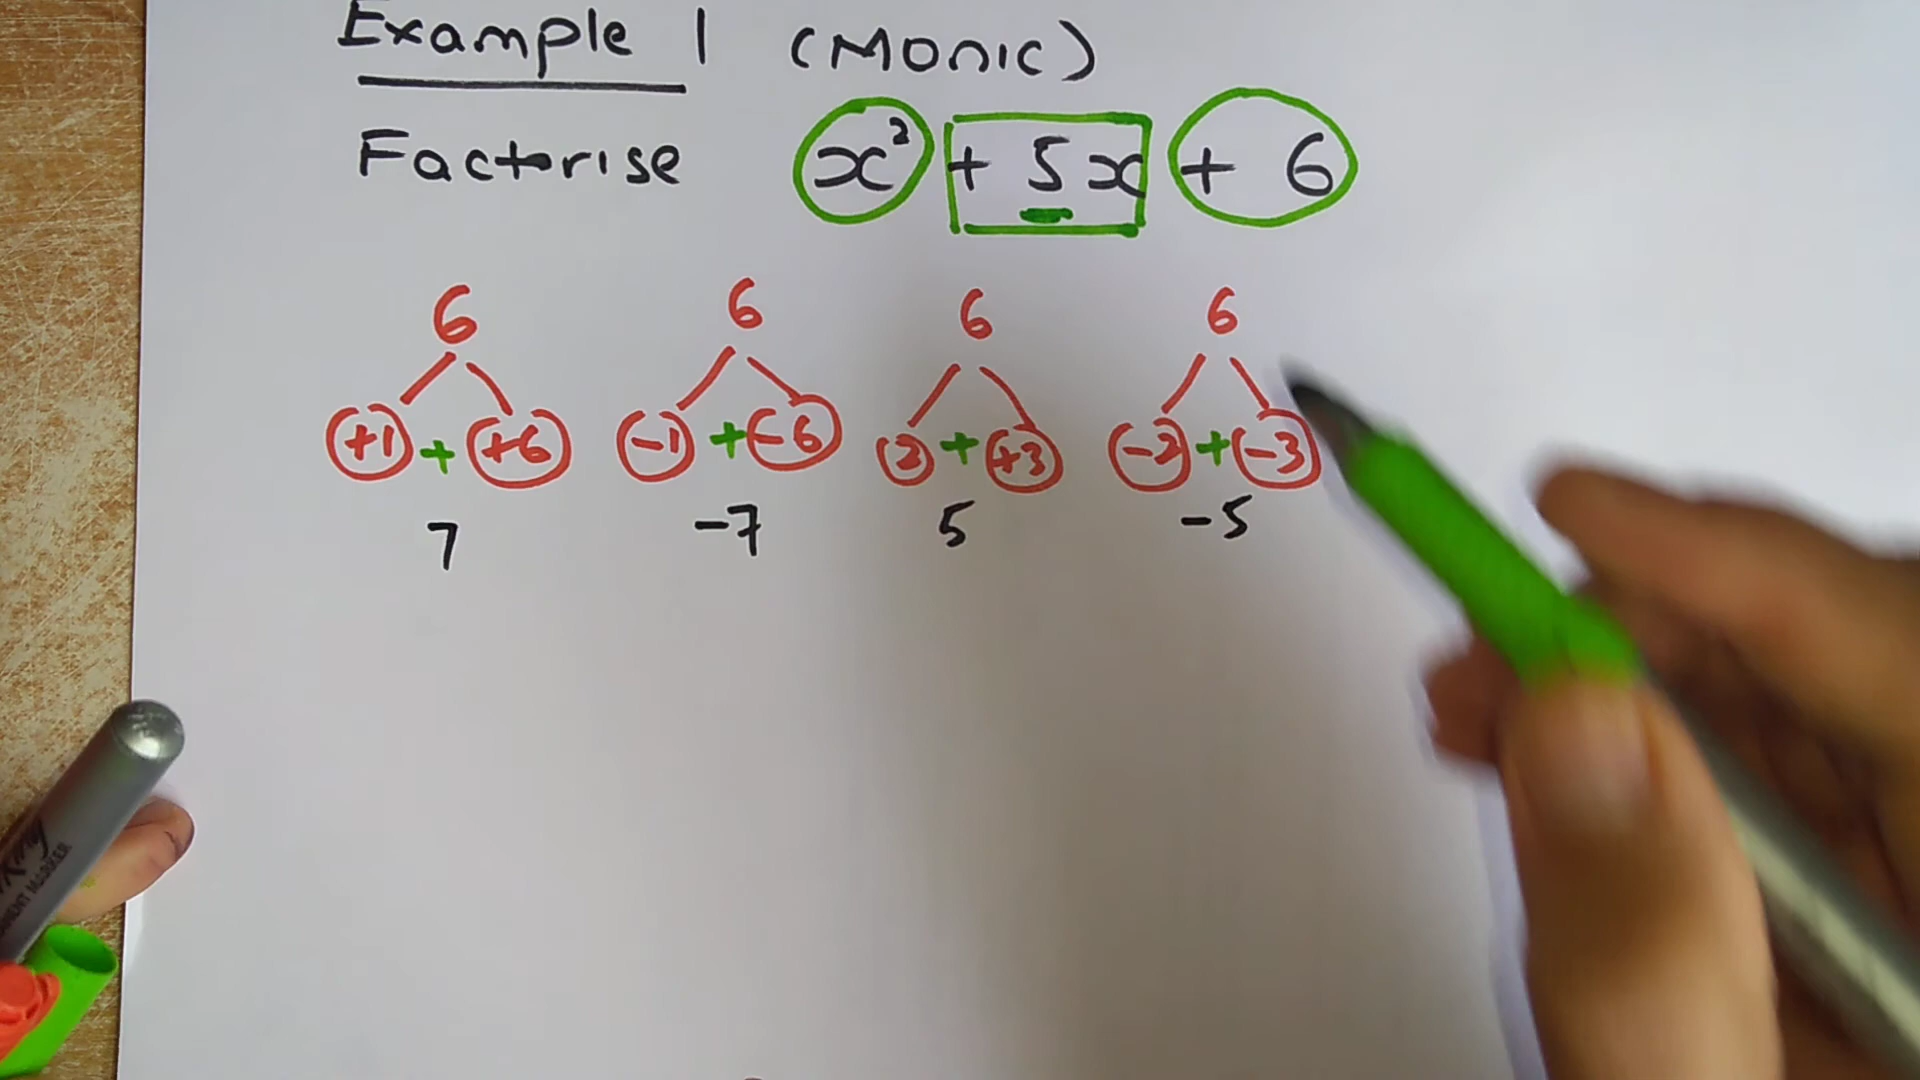 Example 1 (Monic)
Factorise x² + 5x + 6
6 6 6 6
+1 + +6 -1 + -6 2 + +3 -2 + -3
7 -7 5 -5
MARKER